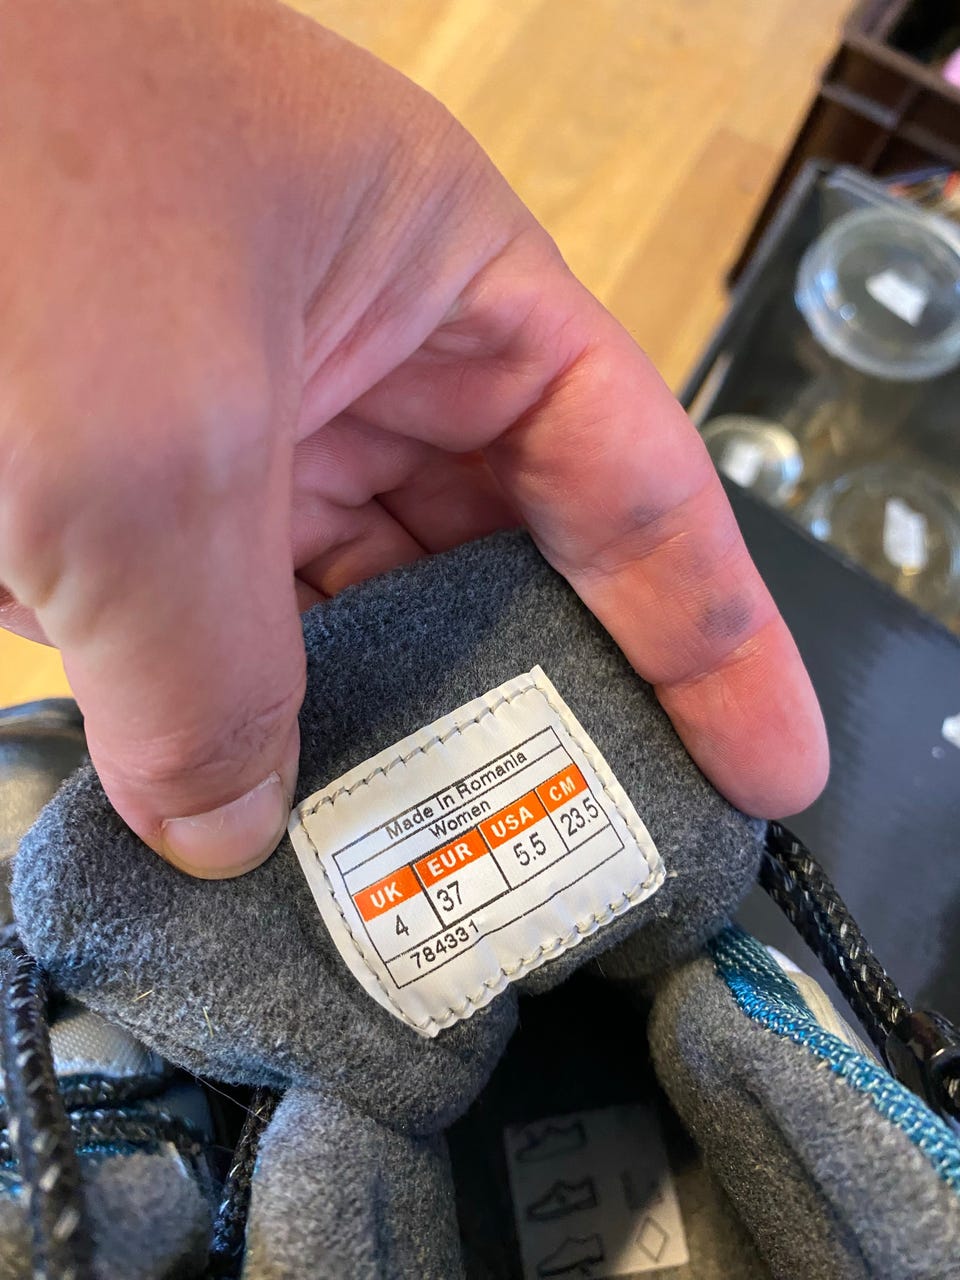 Made In Romania
Women
UK EUR USA CM
4 37 5.5 23.5
784331